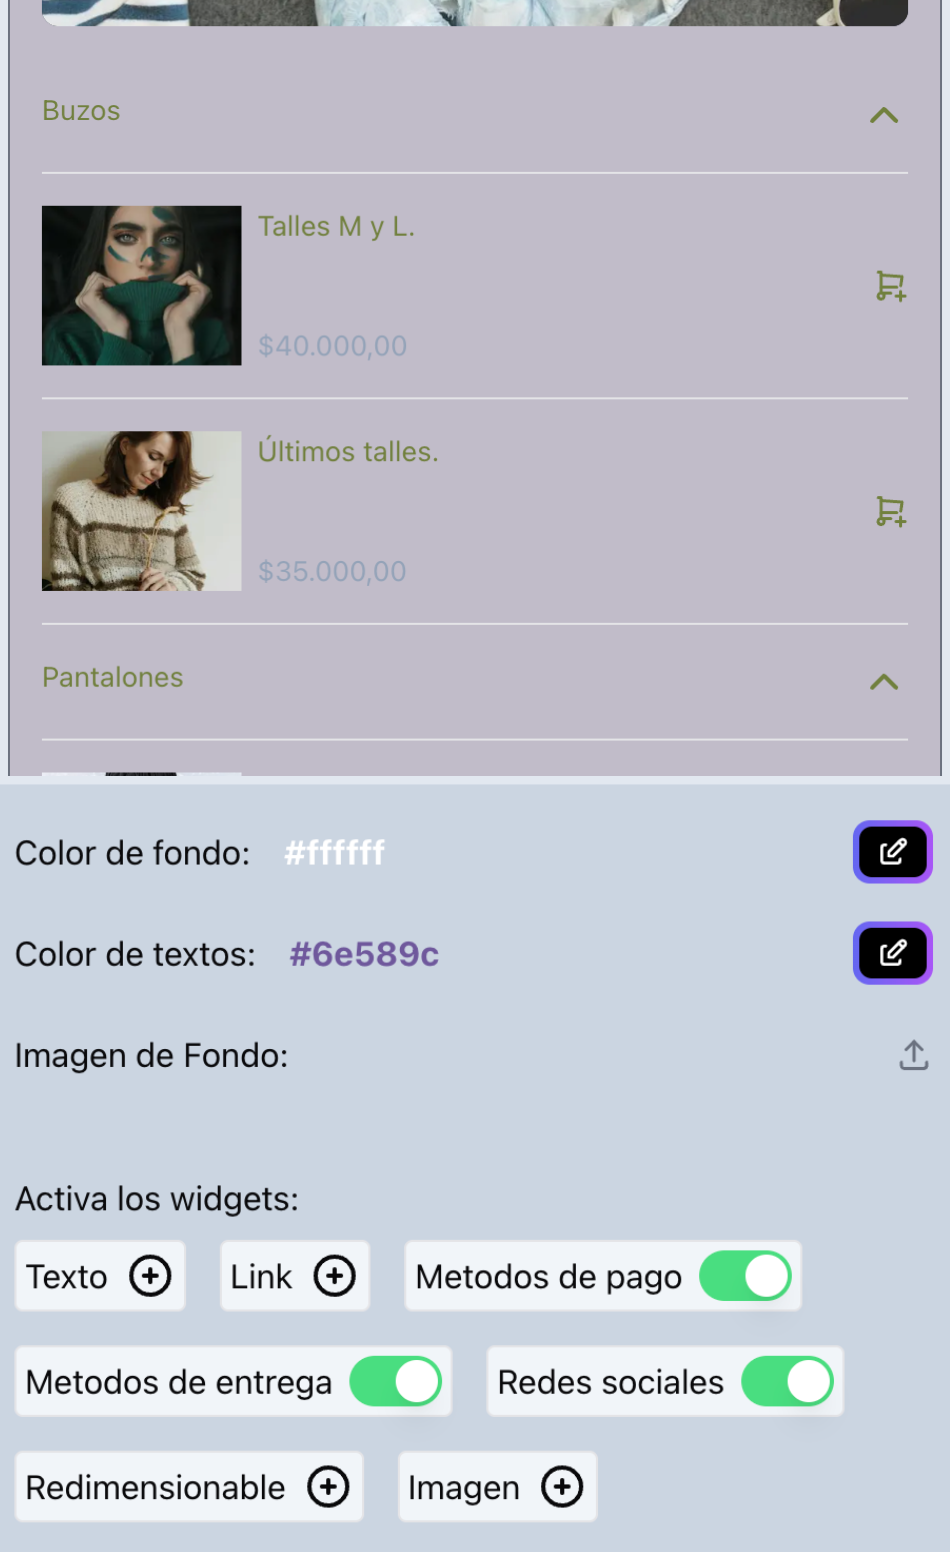 Buzos
Talles M y L.
$40.000,00
Últimos talles.
$35.000,00
Pantalones
Color de fondo: #ffffff
Color de textos: #6e589c
Imagen de Fondo:
Activa los widgets:
Texto Link Metodos de pago
Metodos de entrega Redes sociales
Redimensionable Imagen